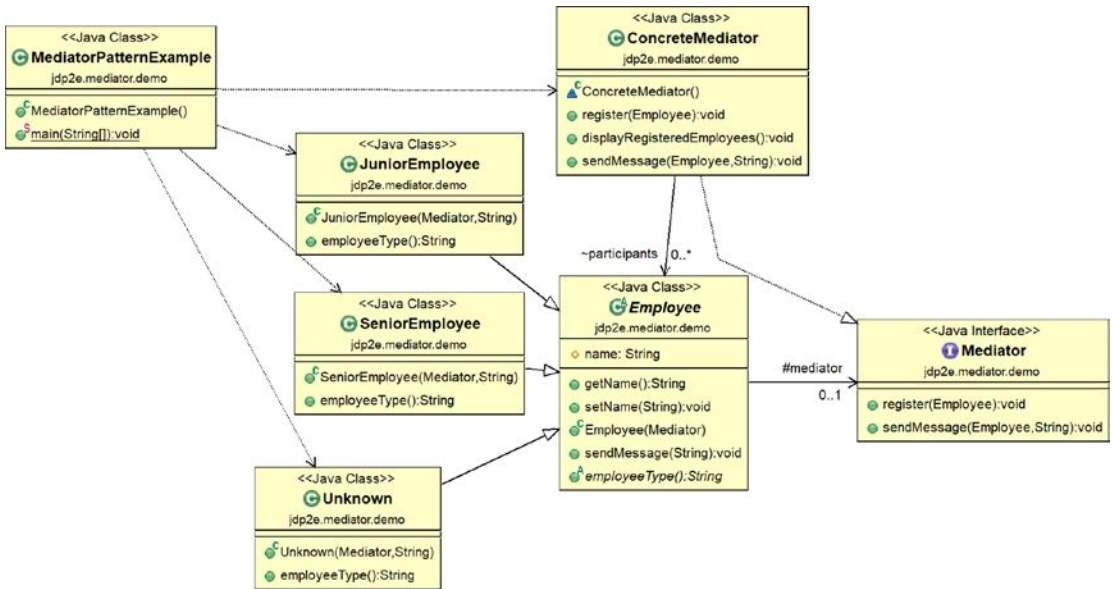 <<Java Class>>
MediatorPatternExample
jdp2e.mediator.demo
MediatorPatternExample()
main(String[]):void
<<Java Class>>
ConcreteMediator
jdp2e.mediator.demo
ConcreteMediator()
register(Employee):void
displayRegisteredEmployees():void
sendMessage(Employee,String):void
<<Java Class>>
JuniorEmployee
jdp2e.mediator.demo
JuniorEmployee(Mediator,String)
employeeType():String
~participants 0..*
<<Java Class>>
SeniorEmployee
jdp2e.mediator.demo
SeniorEmployee(Mediator,String)
employeeType():String
<<Java Class>>
Employee
jdp2e.mediator.demo
name: String
getName():String
setName(String):void
Employee(Mediator)
sendMessage(String):void
employeeType():String
#mediator
0..1
<<Java Interface>>
Mediator
jdp2e.mediator.demo
register(Employee):void
sendMessage(Employee,String):void
<<Java Class>>
Unknown
jdp2e.mediator.demo
Unknown(Mediator,String)
employeeType():String